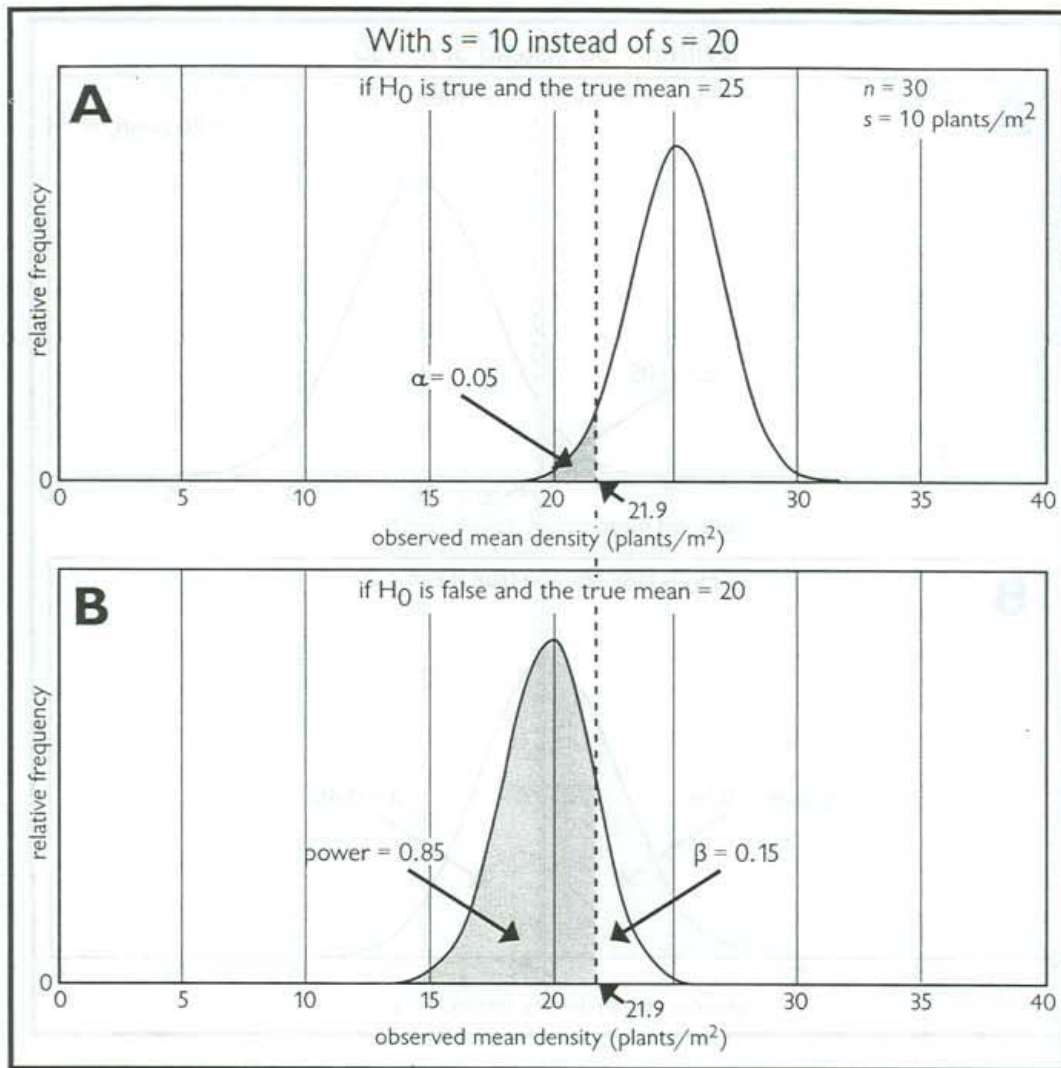 With s = 10 instead of s = 20
A
if H0 is true and the true mean = 25
n = 30
s = 10 plants/m2
relative frequency
α = 0.05
0
0 5 10 15 20 25 30 35 40
21.9
observed mean density (plants/m2)
B
if H0 is false and the true mean = 20
relative frequency
power = 0.85
β = 0.15
0
0 5 10 15 20 25 30 35 40
21.9
observed mean density (plants/m2)